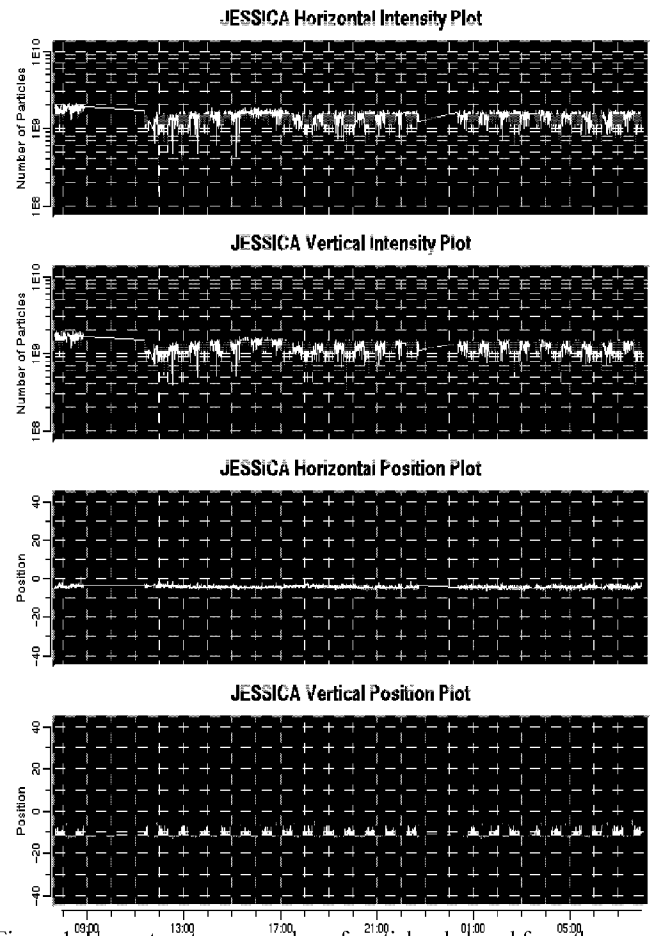 JESSICA Horizontal Intensity Plot
Number of Particles
1E10
1E9
1E8
JESSICA Vertical Intensity Plot
Number of Particles
1E10
1E9
1E8
JESSICA Horizontal Position Plot
Position
40
20
0
-20
-40
JESSICA Vertical Position Plot
Position
40
20
0
-20
-40
09:00 13:00 17:00 21:00 01:00 05:00